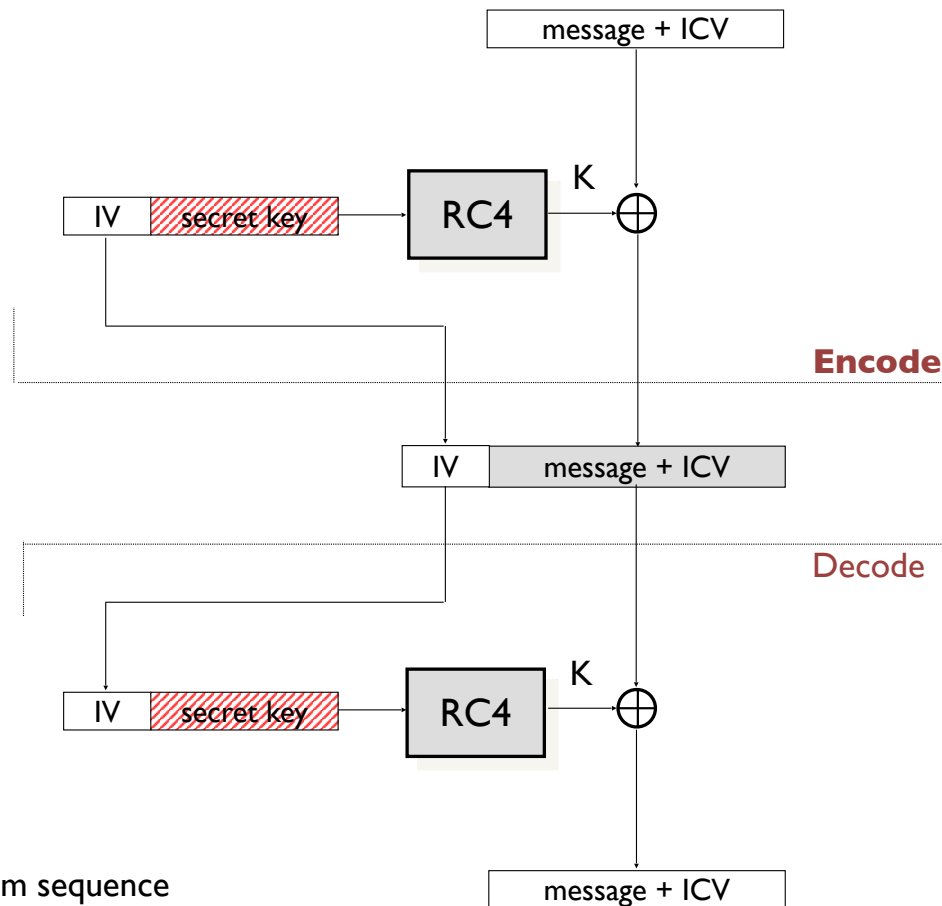 message + ICV
K
IV secret key RC4
Encode
IV message + ICV
Decode
K
IV secret key RC4
m sequence
message + ICV